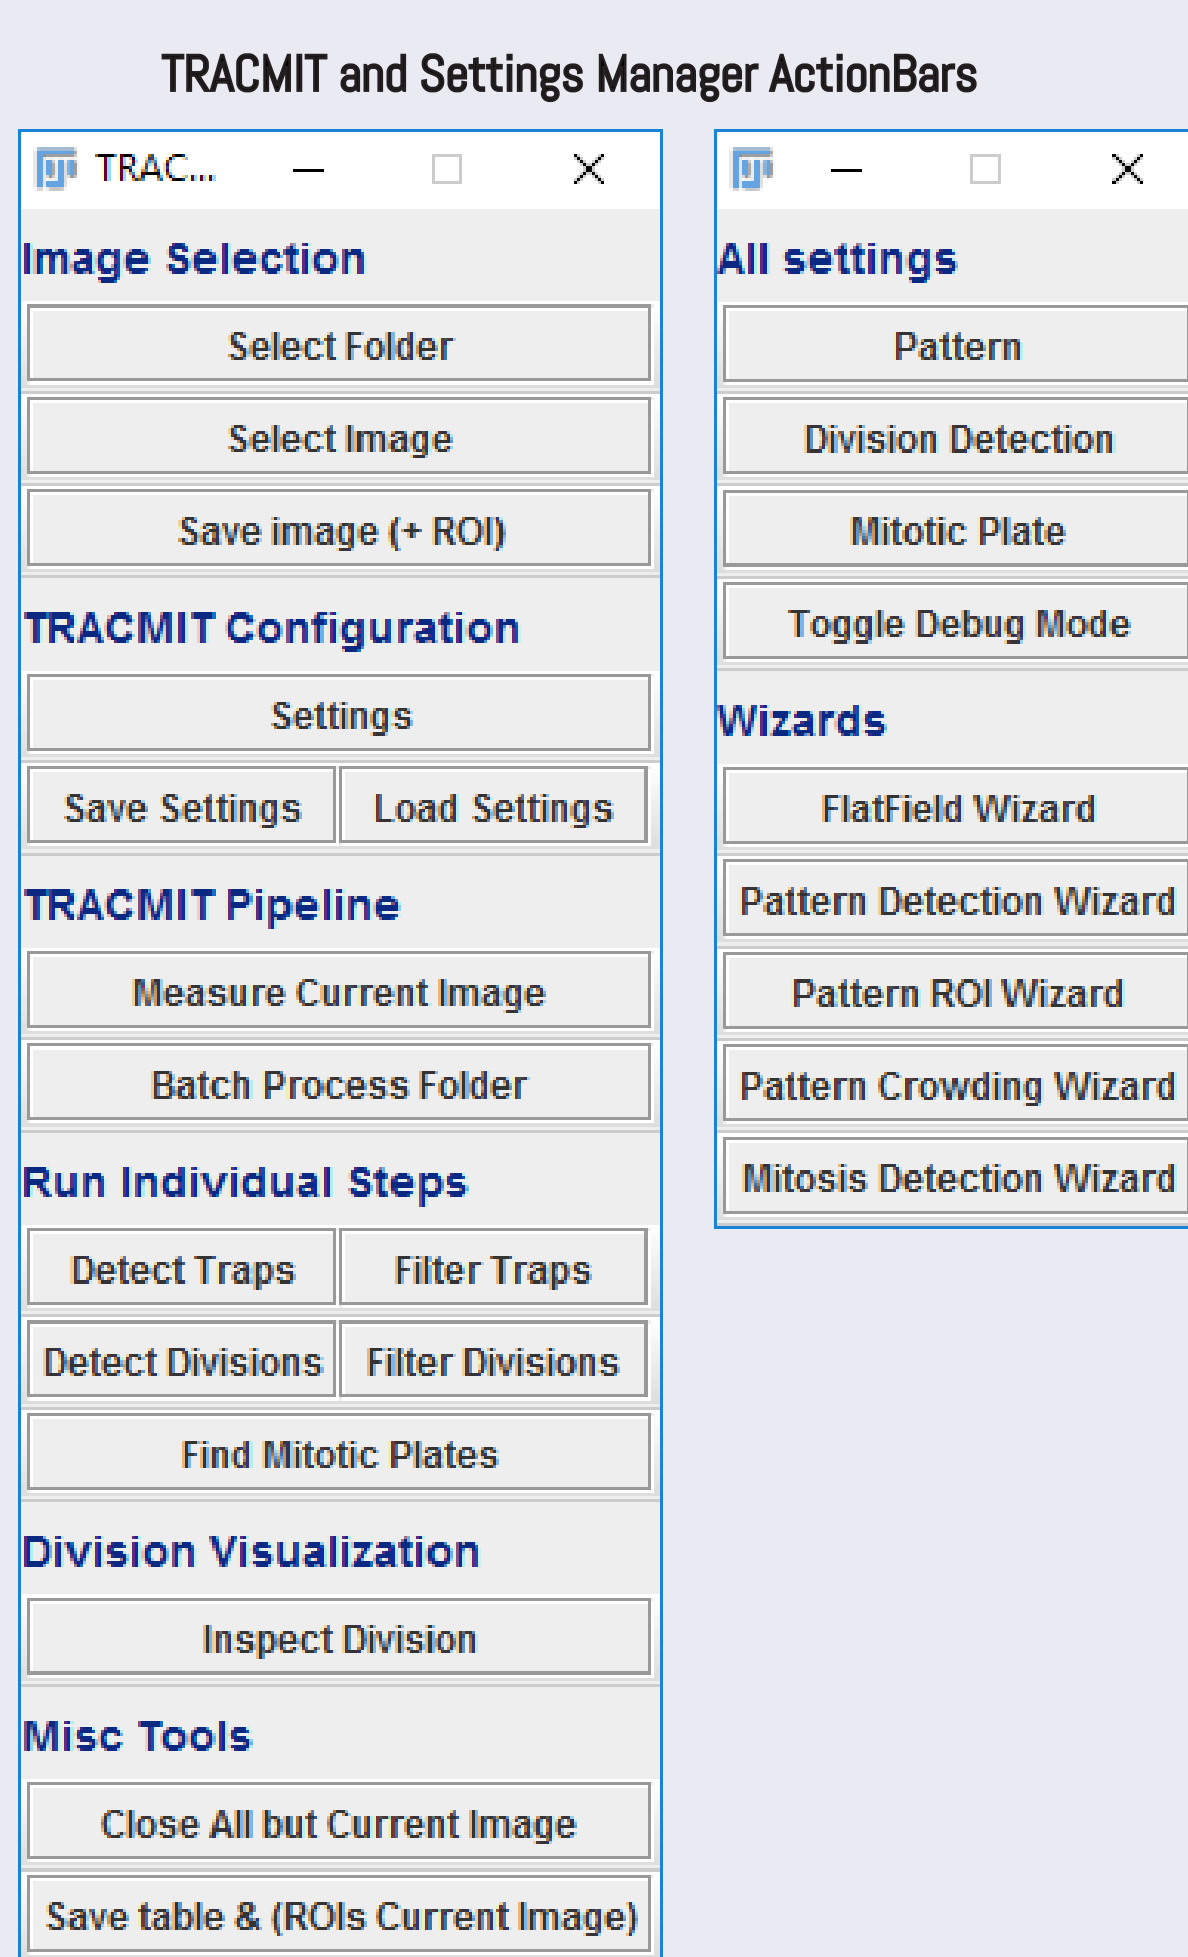 TRACMIT and Settings Manager ActionBars
TRAC...
Image Selection
Select Folder
Select Image
Save image (+ ROI)
TRACMIT Configuration
Settings
Save Settings
Load Settings
TRACMIT Pipeline
Measure Current Image
Batch Process Folder
Run Individual Steps
Detect Traps
Filter Traps
Detect Divisions
Filter Divisions
Find Mitotic Plates
Division Visualization
Inspect Division
Misc Tools
Close All but Current Image
Save table & (ROIs Current Image)
All settings
Pattern
Division Detection
Mitotic Plate
Toggle Debug Mode
Wizards
FlatField Wizard
Pattern Detection Wizard
Pattern ROI Wizard
Pattern Crowding Wizard
Mitosis Detection Wizard